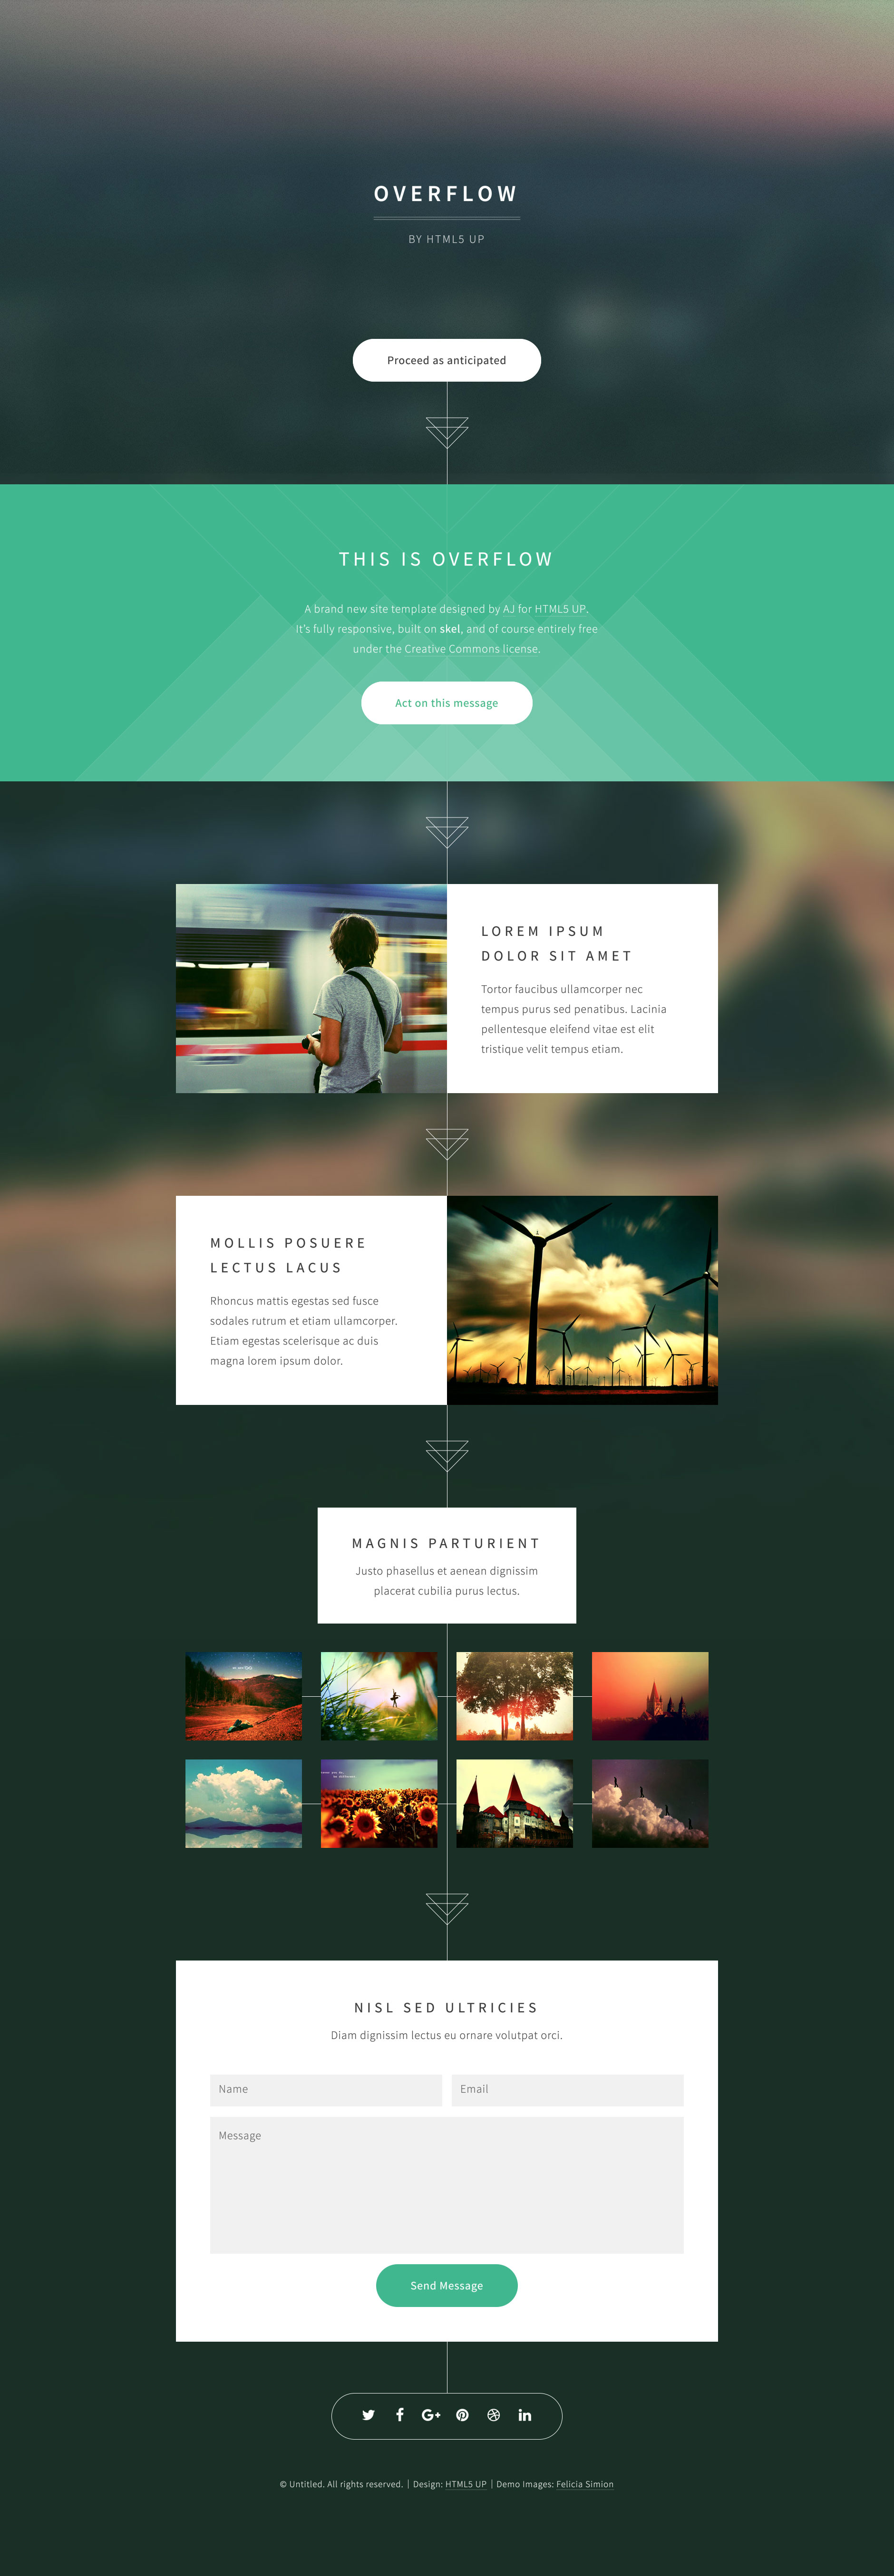 OVERFLOW
BY HTML5 UP
Proceed as anticipated
THIS IS OVERFLOW
A brand new site template designed by AJ for HTML5 UP.
It's fully responsive, built on skel, and of course entirely free
under the Creative Commons license.
Act on this message
LOREM IPSUM
DOLOR SIT AMET
Tortor faucibus ullamcorper nec
tempus purus sed penatibus. Lacinia
pellentesque eleifend vitae est elit
tristique velit tempus etiam.
MOLLIS POSUERE
LECTUS LACUS
Rhoncus mattis egestas sed fusce
sodales rutrum et etiam ullamcorper.
Etiam egestas scelerisque ac duis
magna lorem ipsum dolor.
MAGNIS PARTURIENT
Justo phasellus et aenean dignissim
placerat cubilia purus lectus.
NISL SED ULTRICIES
Diam dignissim lectus eu ornare volutpat orci.
Name
Email
Message
Send Message
© Untitled. All rights reserved. | Design: HTML5 UP | Demo Images: Felicia Simion